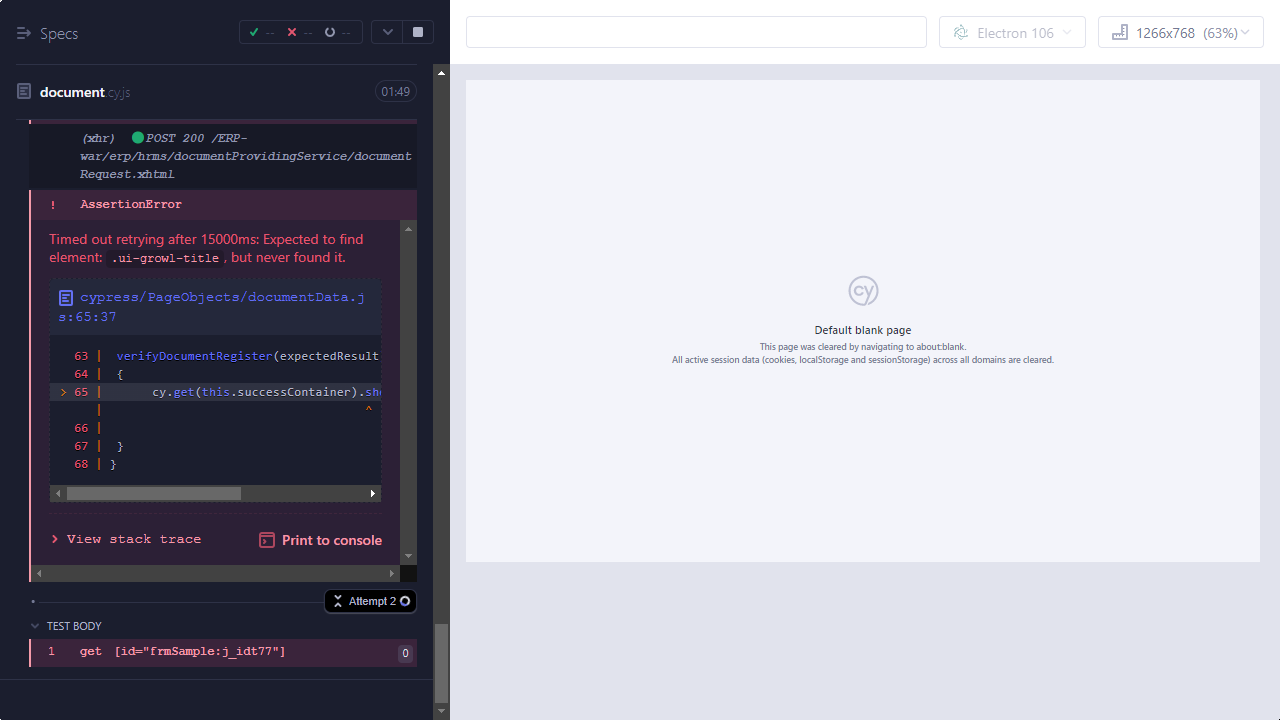 Specs
-- -- --
document.cy.js
01:49
(xhr) POST 200 /ERP-
war/erp/hrms/documentProvidingService/document
Request.xhtml
! AssertionError
Timed out retrying after 15000ms: Expected to find
element: .ui-growl-title, but never found it.
cypress/PageObjects/documentData.j
s:65:37
63 | verifyDocumentRegister(expectedResult
64 | {
> 65 | cy.get(this.successContainer).sho
| ^
66 |
67 | }
68 | }
> View stack trace
Print to console
Attempt 2
TEST BODY
1 get [id="frmSample:j_idt77"] 0
Electron 106
1266x768 (63%)
cy
Default blank page
This page was cleared by navigating to about:blank.
All active session data (cookies, localStorage and sessionStorage) across all domains are cleared.